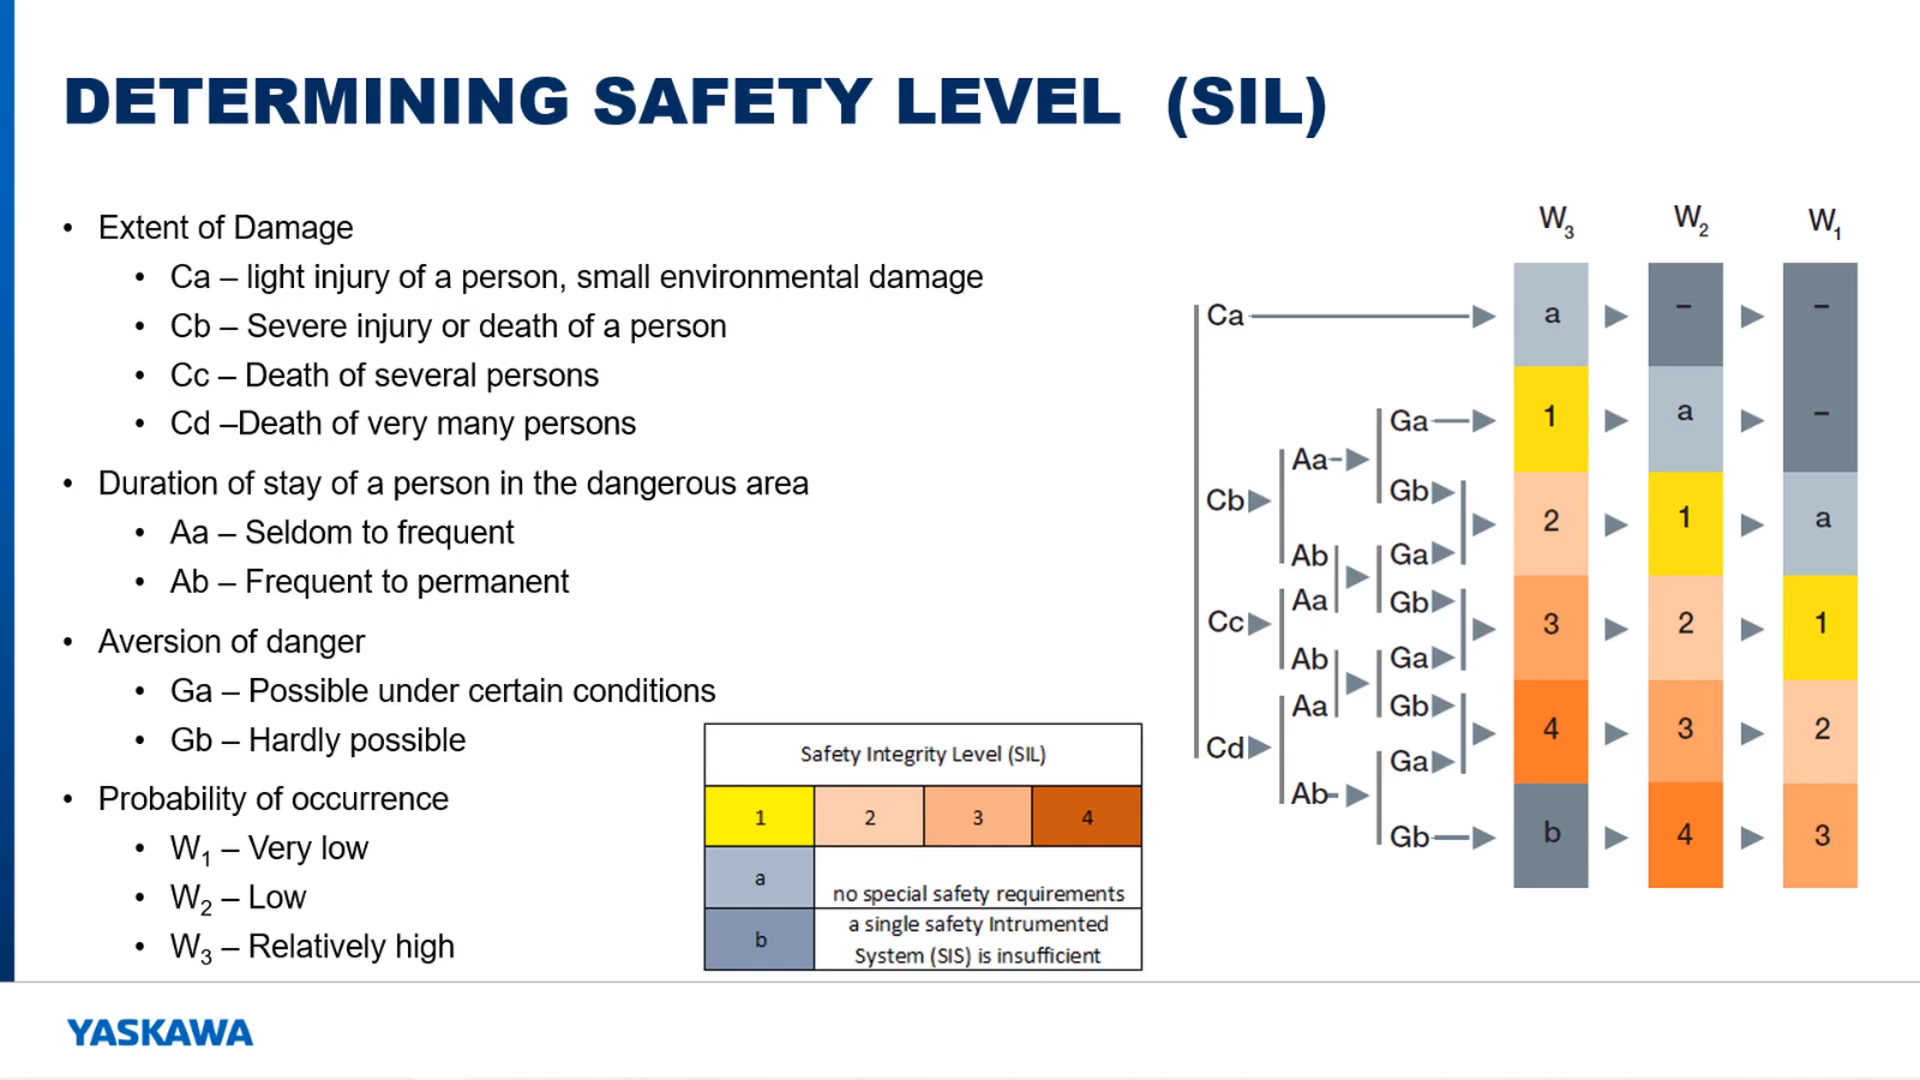 DETERMINING SAFETY LEVEL (SIL)
• Extent of Damage
• Ca – light injury of a person, small environmental damage
• Cb – Severe injury or death of a person
• Cc – Death of several persons
• Cd –Death of very many persons
• Duration of stay of a person in the dangerous area
• Aa – Seldom to frequent
• Ab – Frequent to permanent
• Aversion of danger
• Ga – Possible under certain conditions
• Gb – Hardly possible
• Probability of occurrence
• W1 – Very low
• W2 – Low
• W3 – Relatively high
Safety Integrity Level (SIL)
1 2 3 4
a no special safety requirements
b a single safety Intrumented
System (SIS) is insufficient
W3 W2 W1
Ca a – –
Ga 1 a –
Aa
Gb
Cb
2 1 a
Ab Ga
Aa Gb
Cc 3 2 1
Ab Ga
Aa Gb
4 3 2
Cd
Ga
Ab
Gb b 4 3
YASKAWA